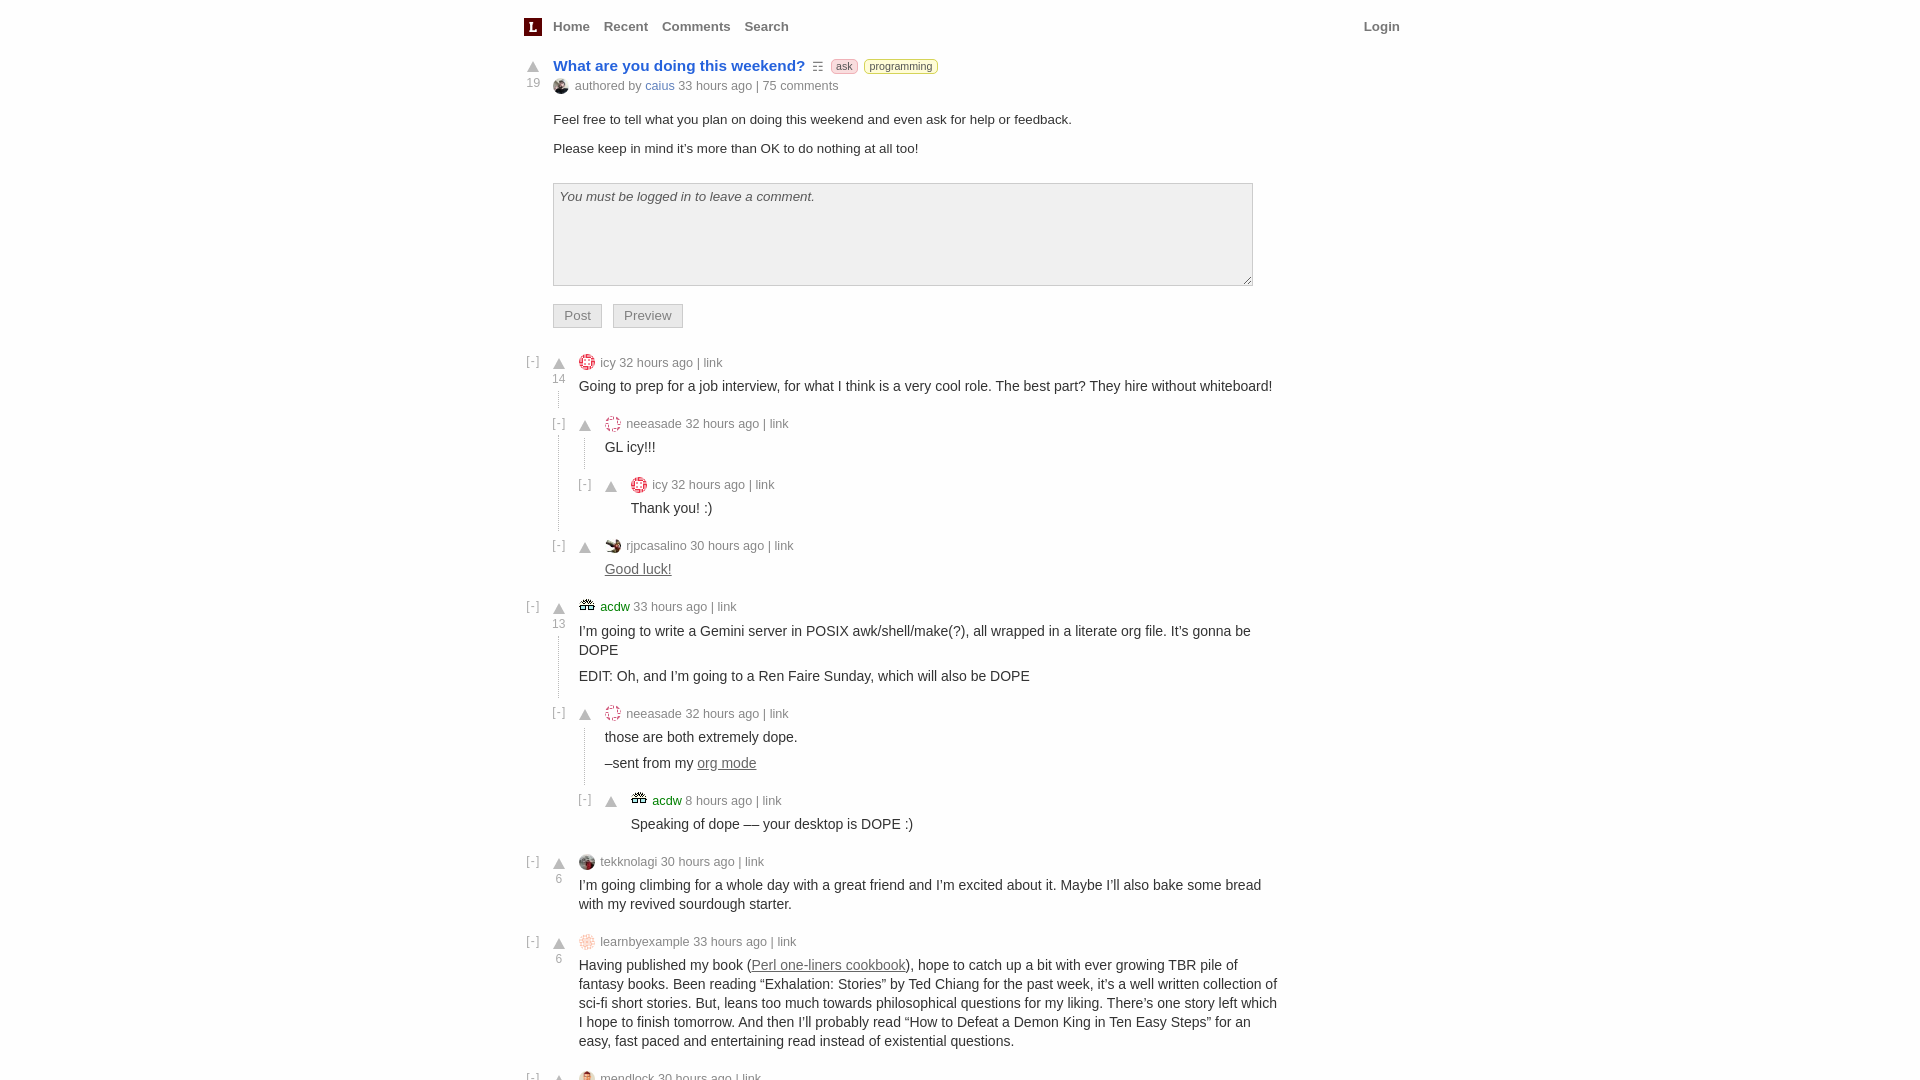 L Home Recent Comments Search Login
What are you doing this weekend? ☶ ask programming
19
authored by caius 33 hours ago | 75 comments
Feel free to tell what you plan on doing this weekend and even ask for help or feedback.
Please keep in mind it’s more than OK to do nothing at all too!
You must be logged in to leave a comment.
Post Preview
[-] icy 32 hours ago | link
14
Going to prep for a job interview, for what I think is a very cool role. The best part? They hire without whiteboard!
[-] neeasade 32 hours ago | link
GL icy!!!
[-] icy 32 hours ago | link
Thank you! :)
[-] rjpcasalino 30 hours ago | link
Good luck!
[-] acdw 33 hours ago | link
13
I’m going to write a Gemini server in POSIX awk/shell/make(?), all wrapped in a literate org file. It’s gonna be
DOPE
EDIT: Oh, and I’m going to a Ren Faire Sunday, which will also be DOPE
[-] neeasade 32 hours ago | link
those are both extremely dope.
–sent from my org mode
[-] acdw 8 hours ago | link
Speaking of dope — your desktop is DOPE :)
[-] tekknolagi 30 hours ago | link
6
I’m going climbing for a whole day with a great friend and I’m excited about it. Maybe I’ll also bake some bread
with my revived sourdough starter.
[-] learnbyexample 33 hours ago | link
6
Having published my book (Perl one-liners cookbook), hope to catch up a bit with ever growing TBR pile of
fantasy books. Been reading “Exhalation: Stories” by Ted Chiang for the past week, it’s a well written collection of
sci-fi short stories. But, leans too much towards philosophical questions for my liking. There’s one story left which
I hope to finish tomorrow. And then I’ll probably read “How to Defeat a Demon King in Ten Easy Steps” for an
easy, fast paced and entertaining read instead of existential questions.
[-] mendlock 30 hours ago | link